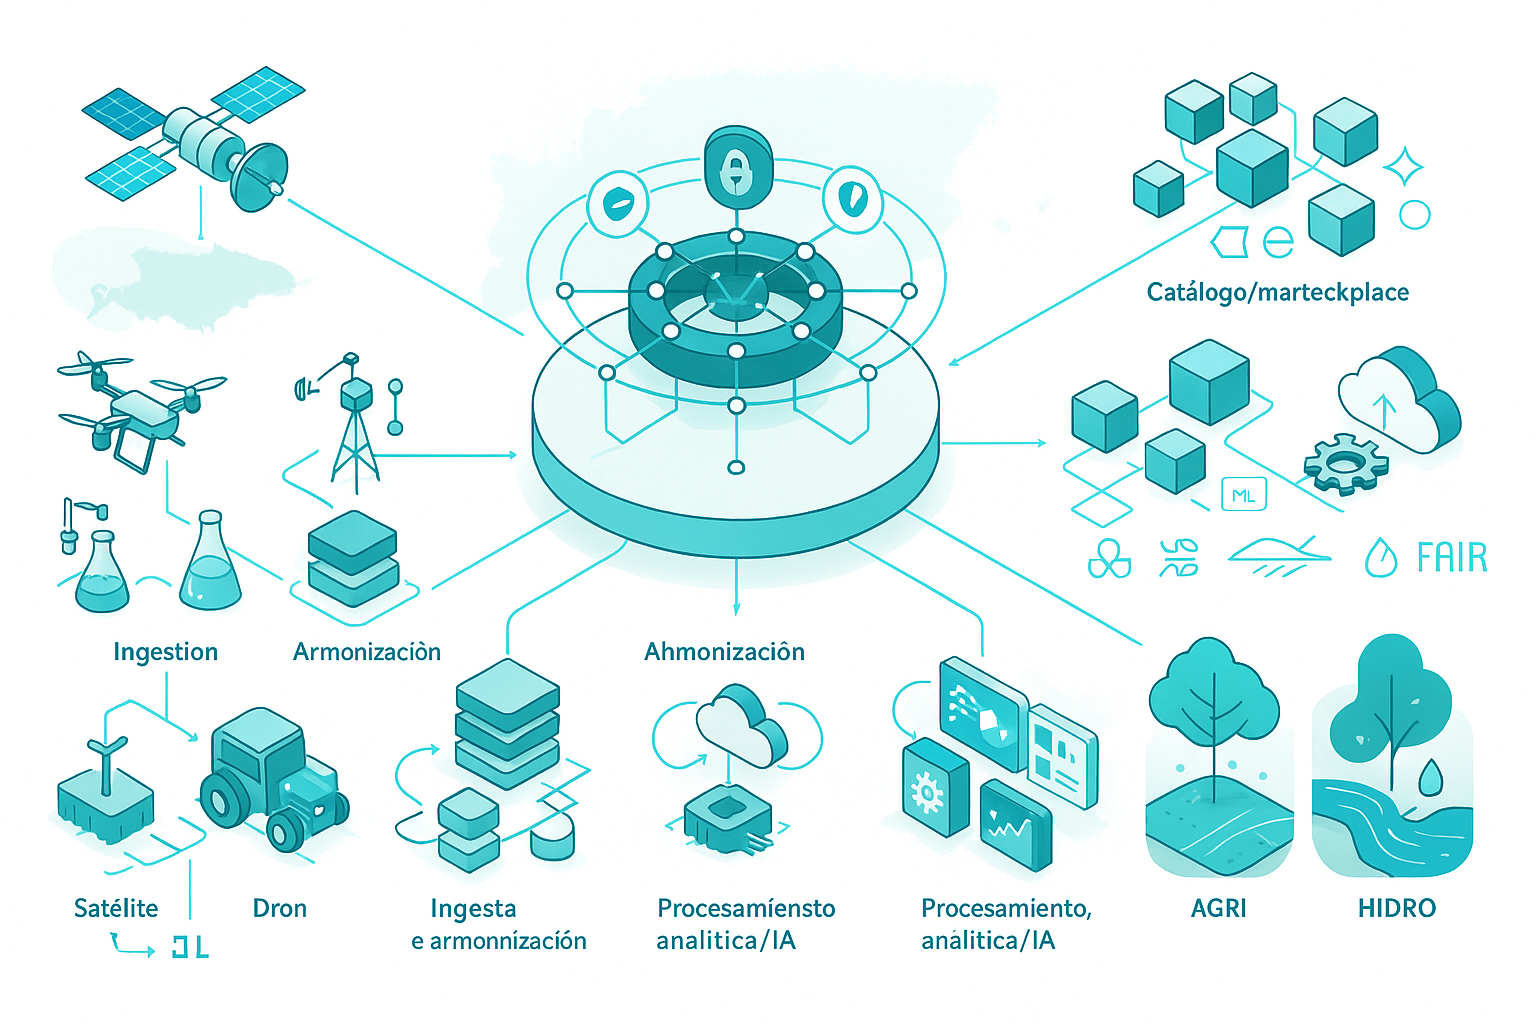 Catálogo/marteckplace
ML
FAIR
Ingestion
Armonizaciòn
Ahmonizaciôn
Satélite
Dron
Ingesta
e armonnización
Procesamíensto
analitica/IA
Procesamiento,
análitica/IA
AGRI
HIDRO